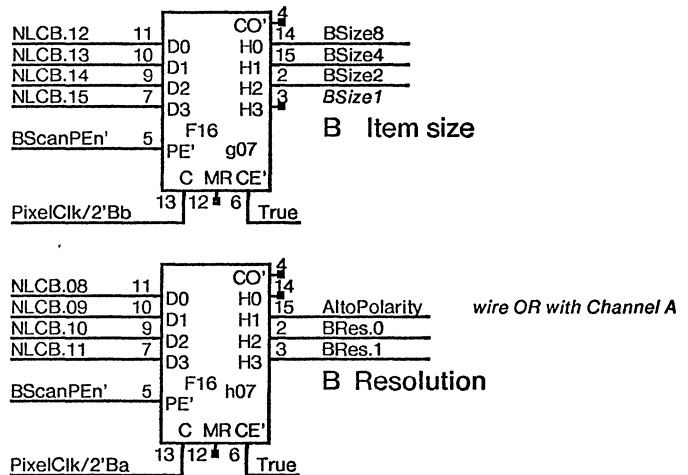 4
CO'
NLCB.12 11 D0 H0 14 BSize8
NLCB.13 10 D1 H1 15 BSize4
NLCB.14 9 D2 H2 2 BSize2
NLCB.15 7 D3 H3 3 BSize1
B Item size
F16
BScanPEn' 5 PE' g07
C MR CE'
13 12 6
PixelClk/2'Bb True
4
CO'
NLCB.08 11 D0 H0 14
NLCB.09 10 D1 H1 15 AltoPolarity wire OR with Channel A
NLCB.10 9 D2 H2 2 BRes.0
NLCB.11 7 D3 H3 3 BRes.1
B Resolution
F16 h07
BScanPEn' 5 PE'
C MR CE'
13 12 6
PixelClk/2'Ba True